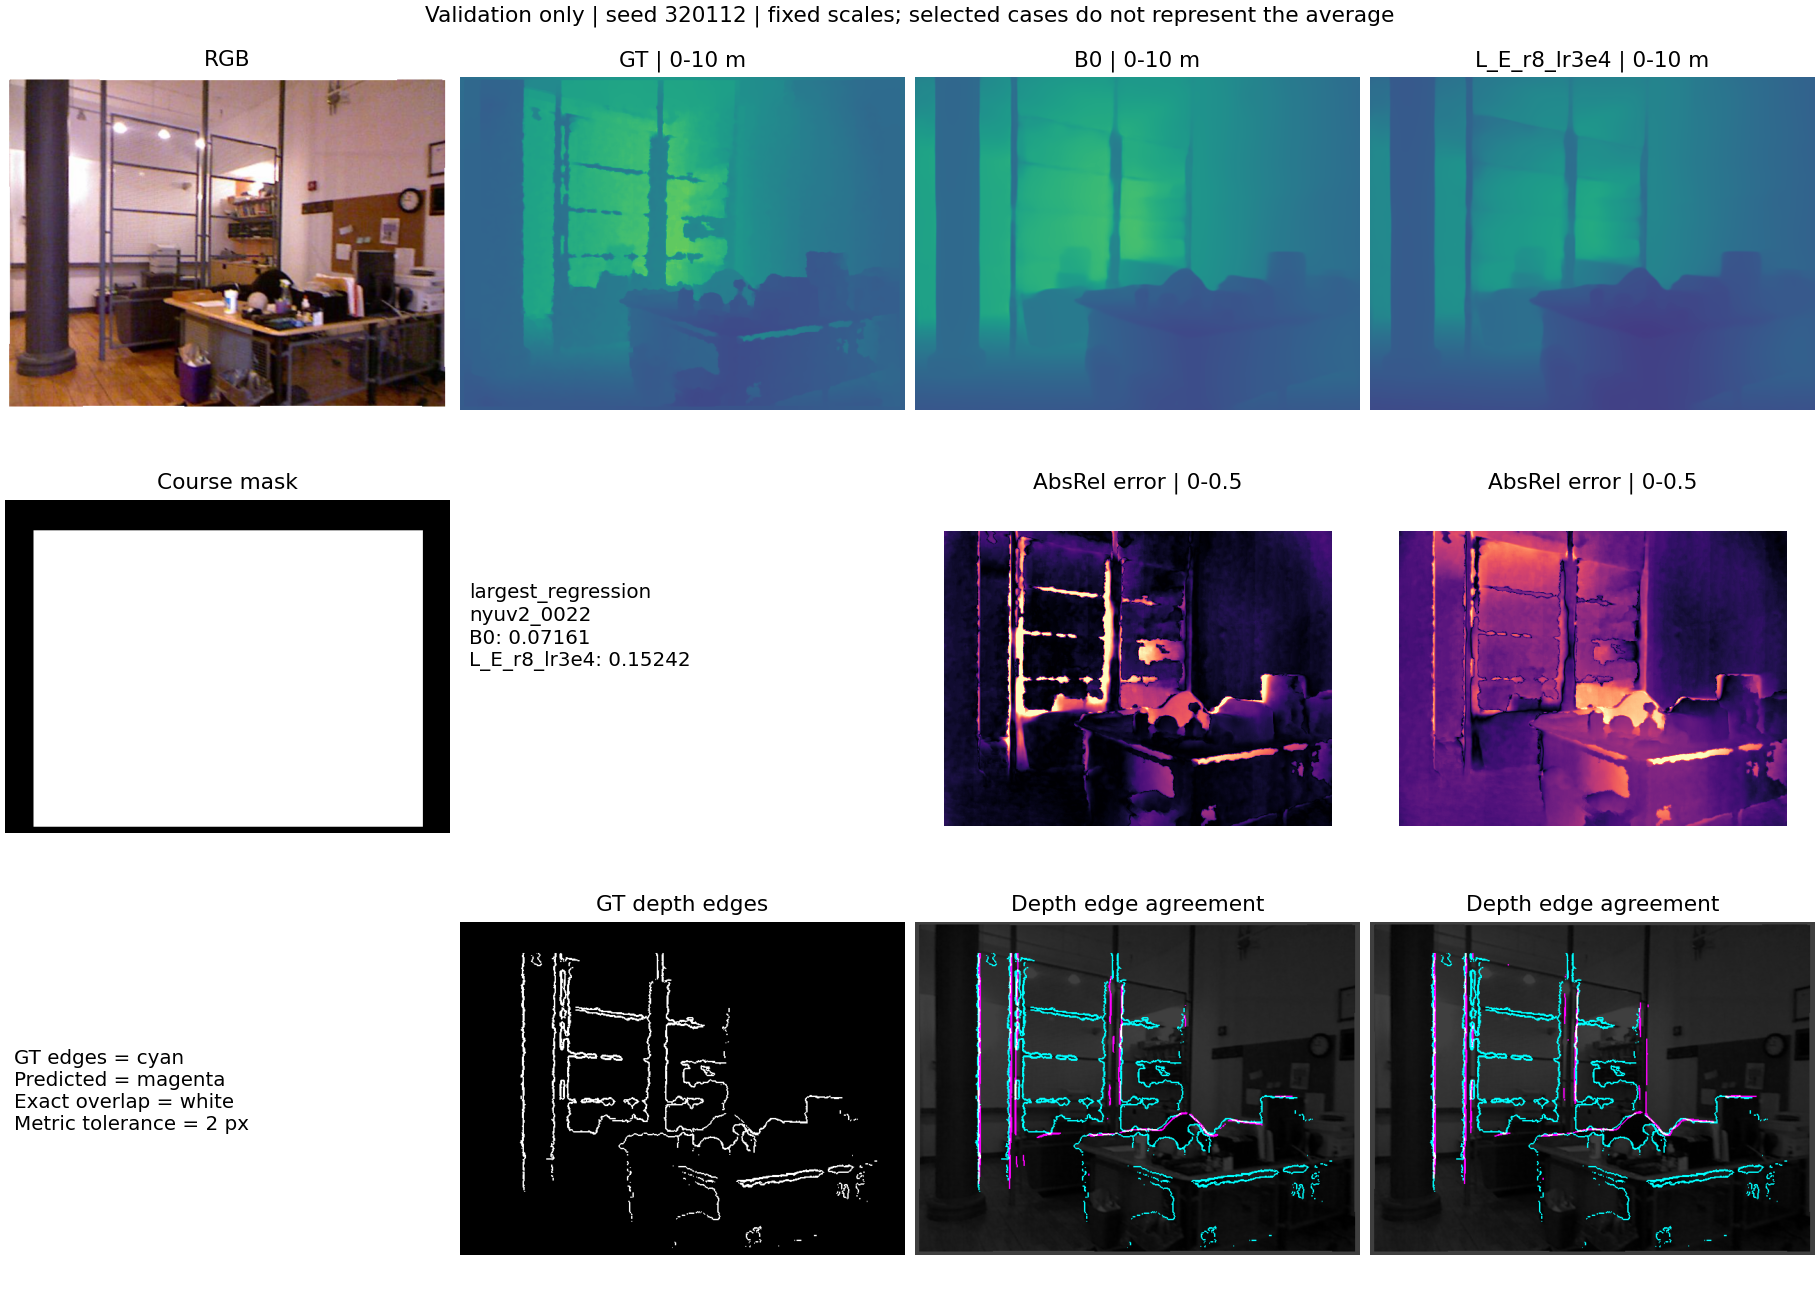 Validation only | seed 320112 | fixed scales; selected cases do not represent the average
RGB
GT | 0-10 m
B0 | 0-10 m
L_E_r8_lr3e4 | 0-10 m
Course mask
AbsRel error | 0-0.5
AbsRel error | 0-0.5
largest_regression
nyuv2_0022
B0: 0.07161
L_E_r8_lr3e4: 0.15242
GT depth edges
Depth edge agreement
Depth edge agreement
GT edges = cyan
Predicted = magenta
Exact overlap = white
Metric tolerance = 2 px